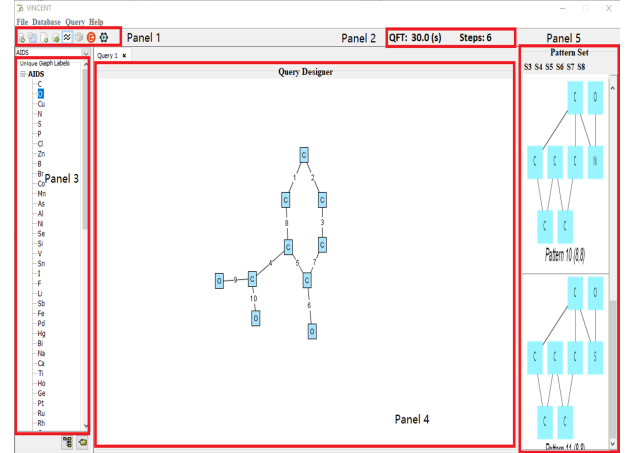 VINCENT
File Database Query Help
Panel 1
Panel 2
QFT: 30.0 (s) Steps: 6
Panel 5
AIDS
Query 1 ×
Pattern Set
Unique Graph Labels
Query Designer
S3 S4 S5 S6 S7 S8
AIDS
C
O
Cu
N
S
P
Cl
Zn
B
Br
Co
Panel 3
Mn
As
Al
Ni
Se
Si
V
Sn
I
F
Li
Sb
Fe
Pd
Hg
Bi
Na
Ca
Ti
Ho
Ge
Pt
Ru
Rh
C
1 2
C C
8 3
C C
4 5 7
O 9 C C
10 6
O O
Panel 4
C O
C C C N
C C
Pattern 10 (8.8)
C O
C C C S
C C
Pattern 11 (8.8)